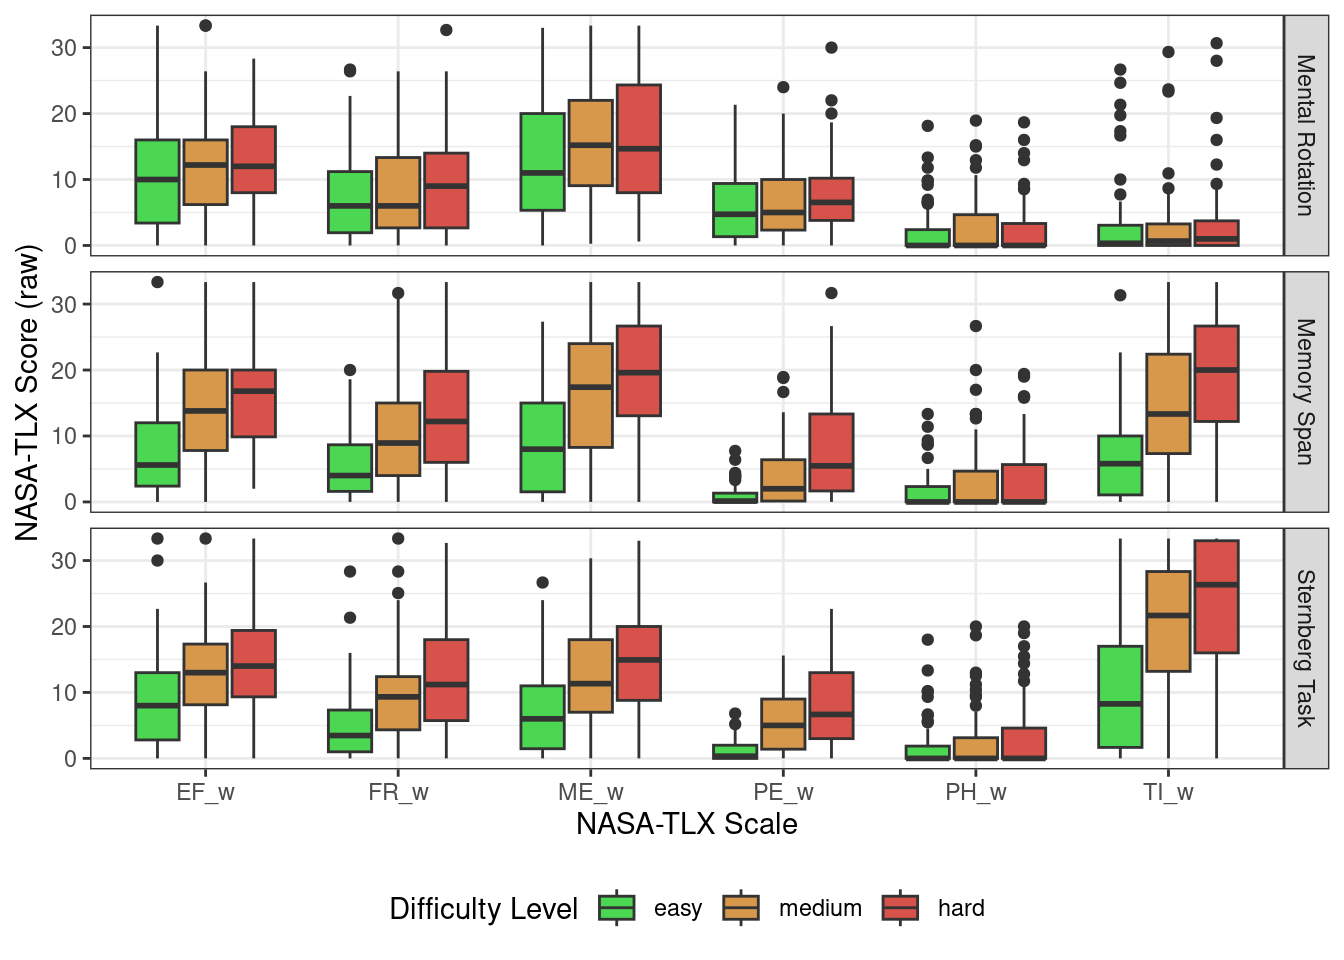 NASA-TLX Score (raw)
30
20
10
0
Mental Rotation
30
20
10
0
Memory Span
30
20
10
0
Sternberg Task
EF_w FR_w ME_w PE_w PH_w TI_w
NASA-TLX Scale
Difficulty Level easy medium hard